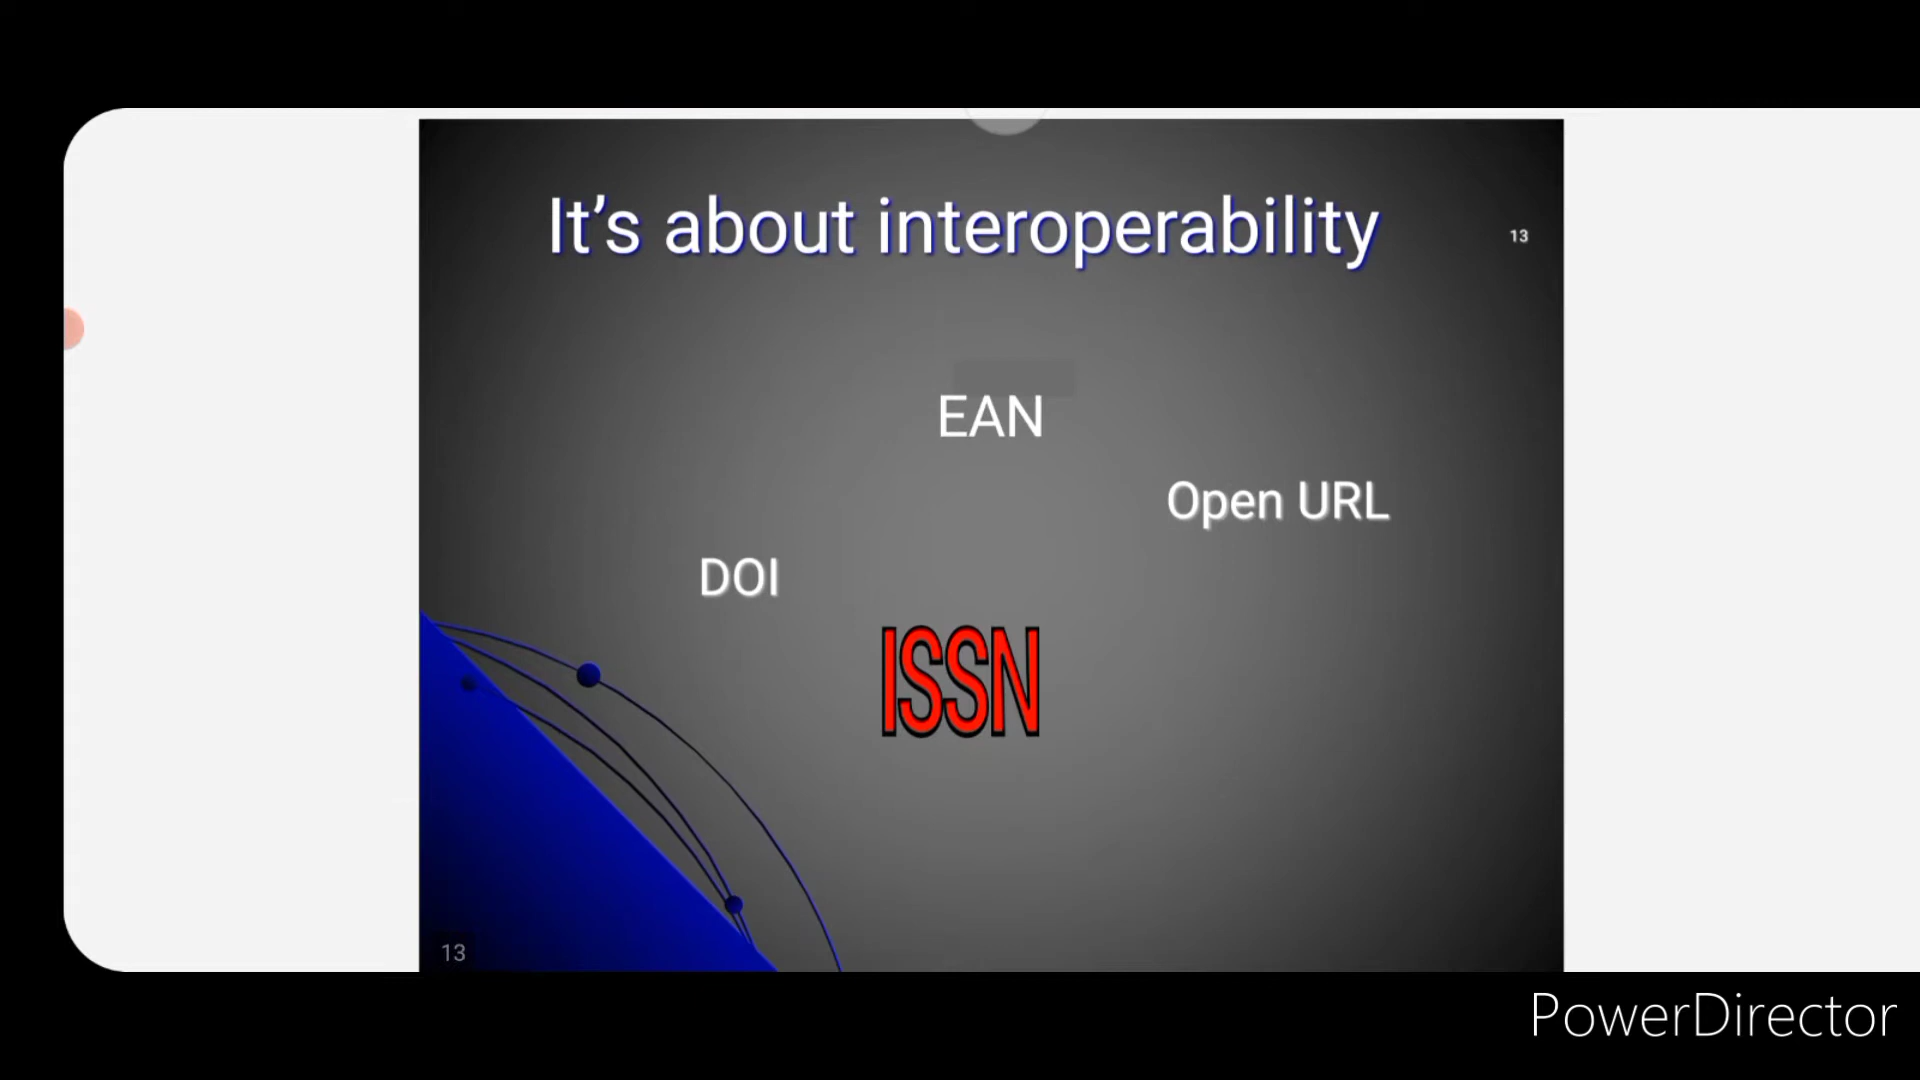 It’s about interoperability
13
EAN
Open URL
DOI
ISSN
13
PowerDirector